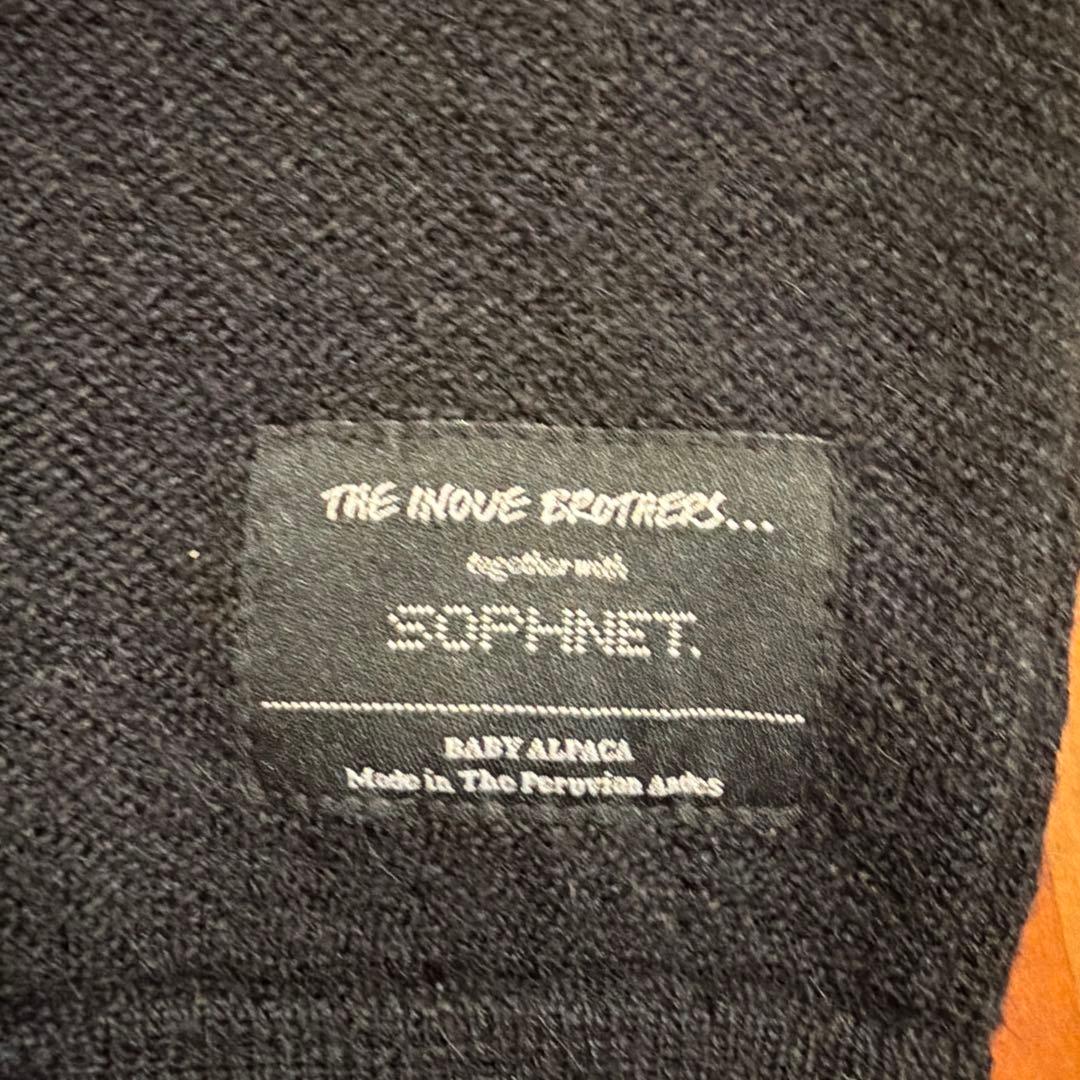 THE INOUE BROTHERS...
together with
SOPHNET.
BABY ALPACA
Made in The Peruvian Andes